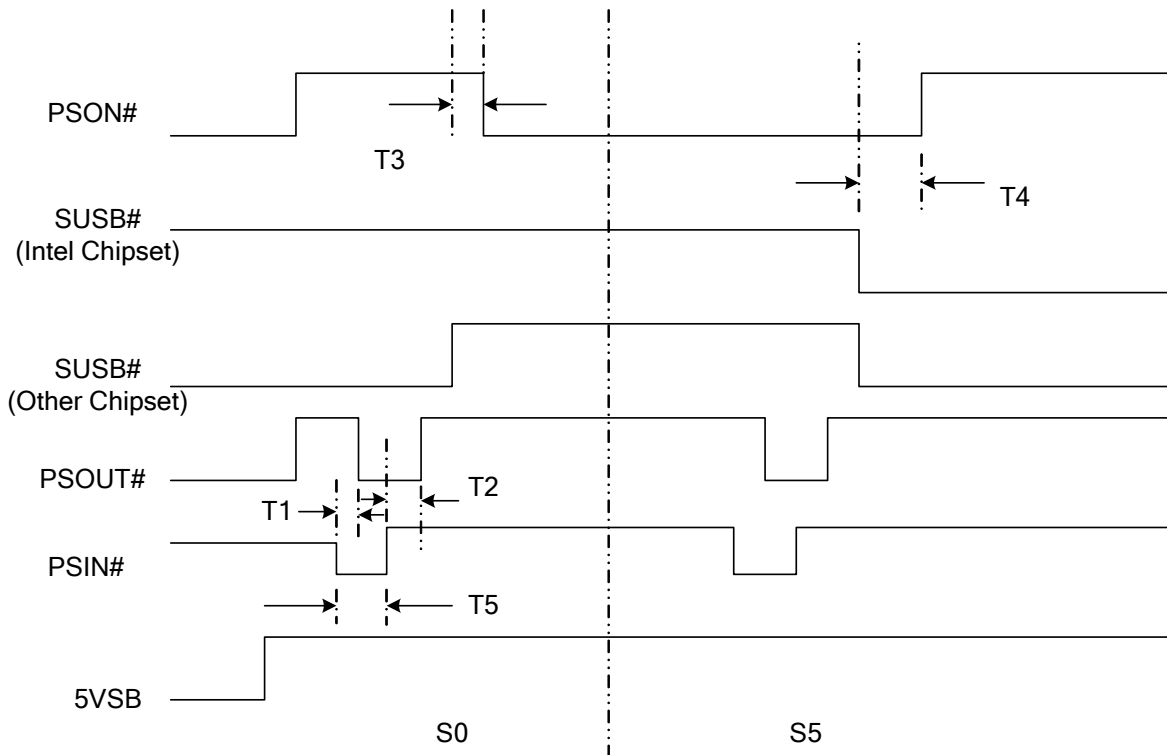 PSON#
T3
T4
SUSB#
(Intel Chipset)
SUSB#
(Other Chipset)
PSOUT#
T2
T1
PSIN#
T5
5VSB
S0
S5